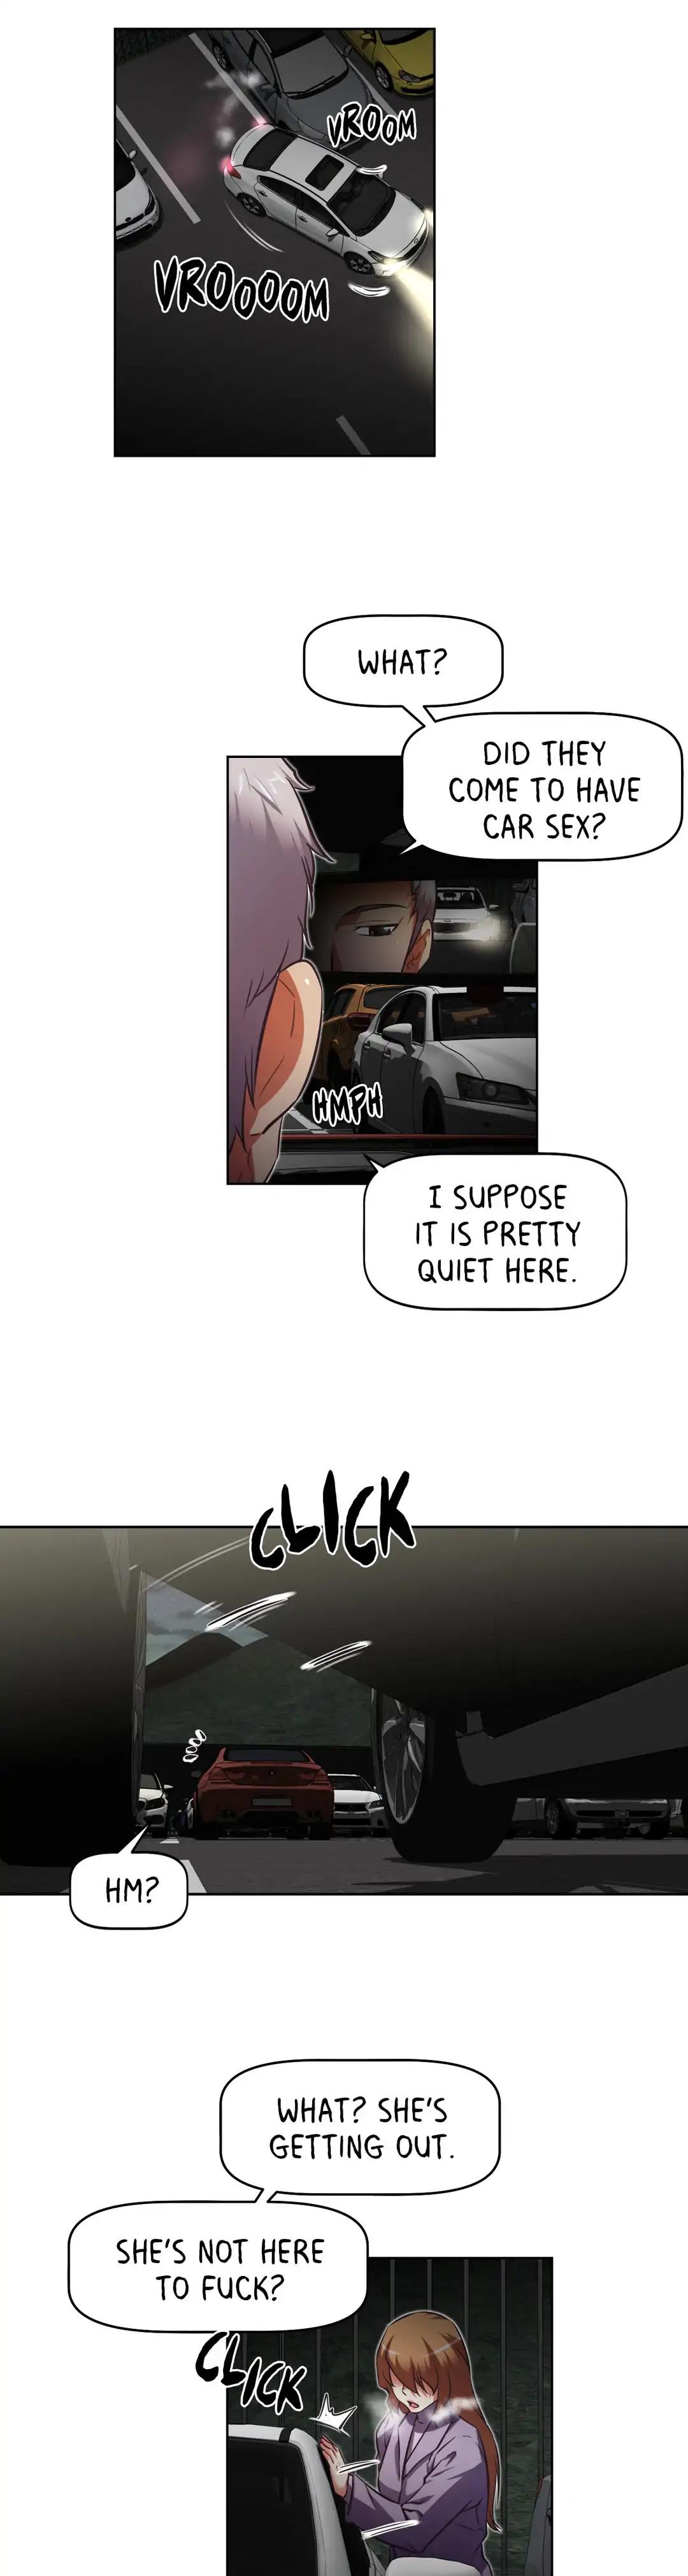 VROOM
VROOOOM
WHAT?
DID THEY
COME TO HAVE
CAR SEX?
HMPH
I SUPPOSE
IT IS PRETTY
QUIET HERE.
CLICK
HM?
WHAT? SHE'S
GETTING OUT.
SHE'S NOT HERE
TO FUCK?
CLICK